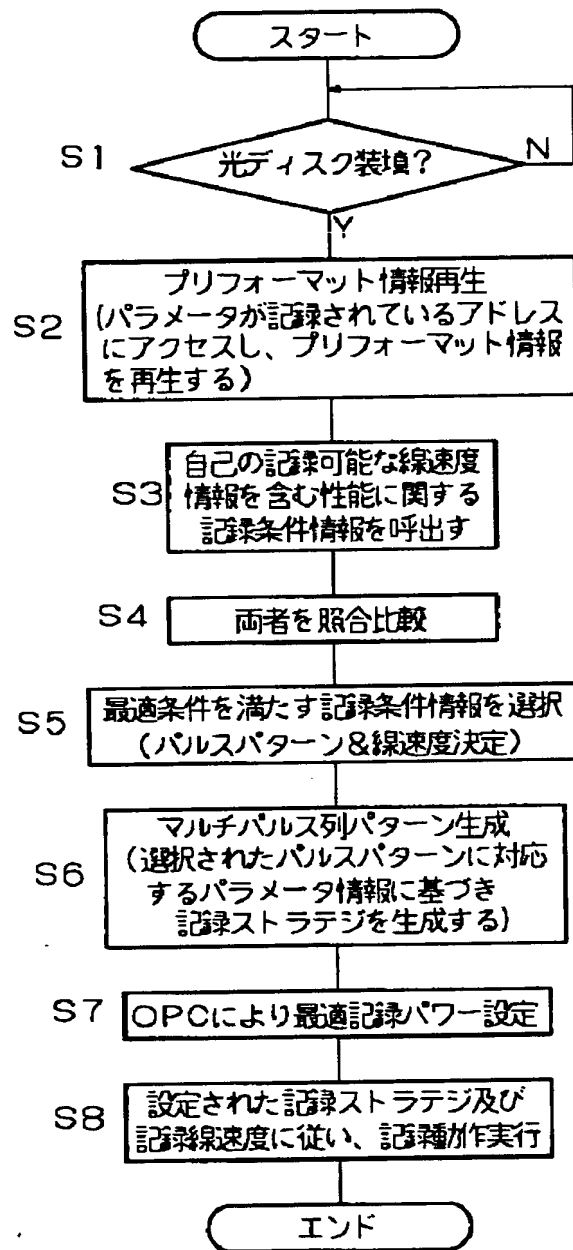 スタート
S1
光ディスク装填？
N
Y
S2
プリフォーマット情報再生
(パラメータが記録されているアドレス
にアクセスし、プリフォーマット情報
を再生する)
S3
自己の記録可能な線速度
情報を含む性能に関する
記録条件情報を呼出す
S4
両者を照合比較
S5
最適条件を満たす記録条件情報を選択
(パルスパターン&線速度決定)
S6
マルチパルス列パターン生成
(選択されたパルスパターンに対応
するパラメータ情報に基づき
記録ストラテジを生成する)
S7
OPCにより最適記録パワー設定
S8
設定された記録ストラテジ及び
記録線速度に従い、記録動作実行
エンド